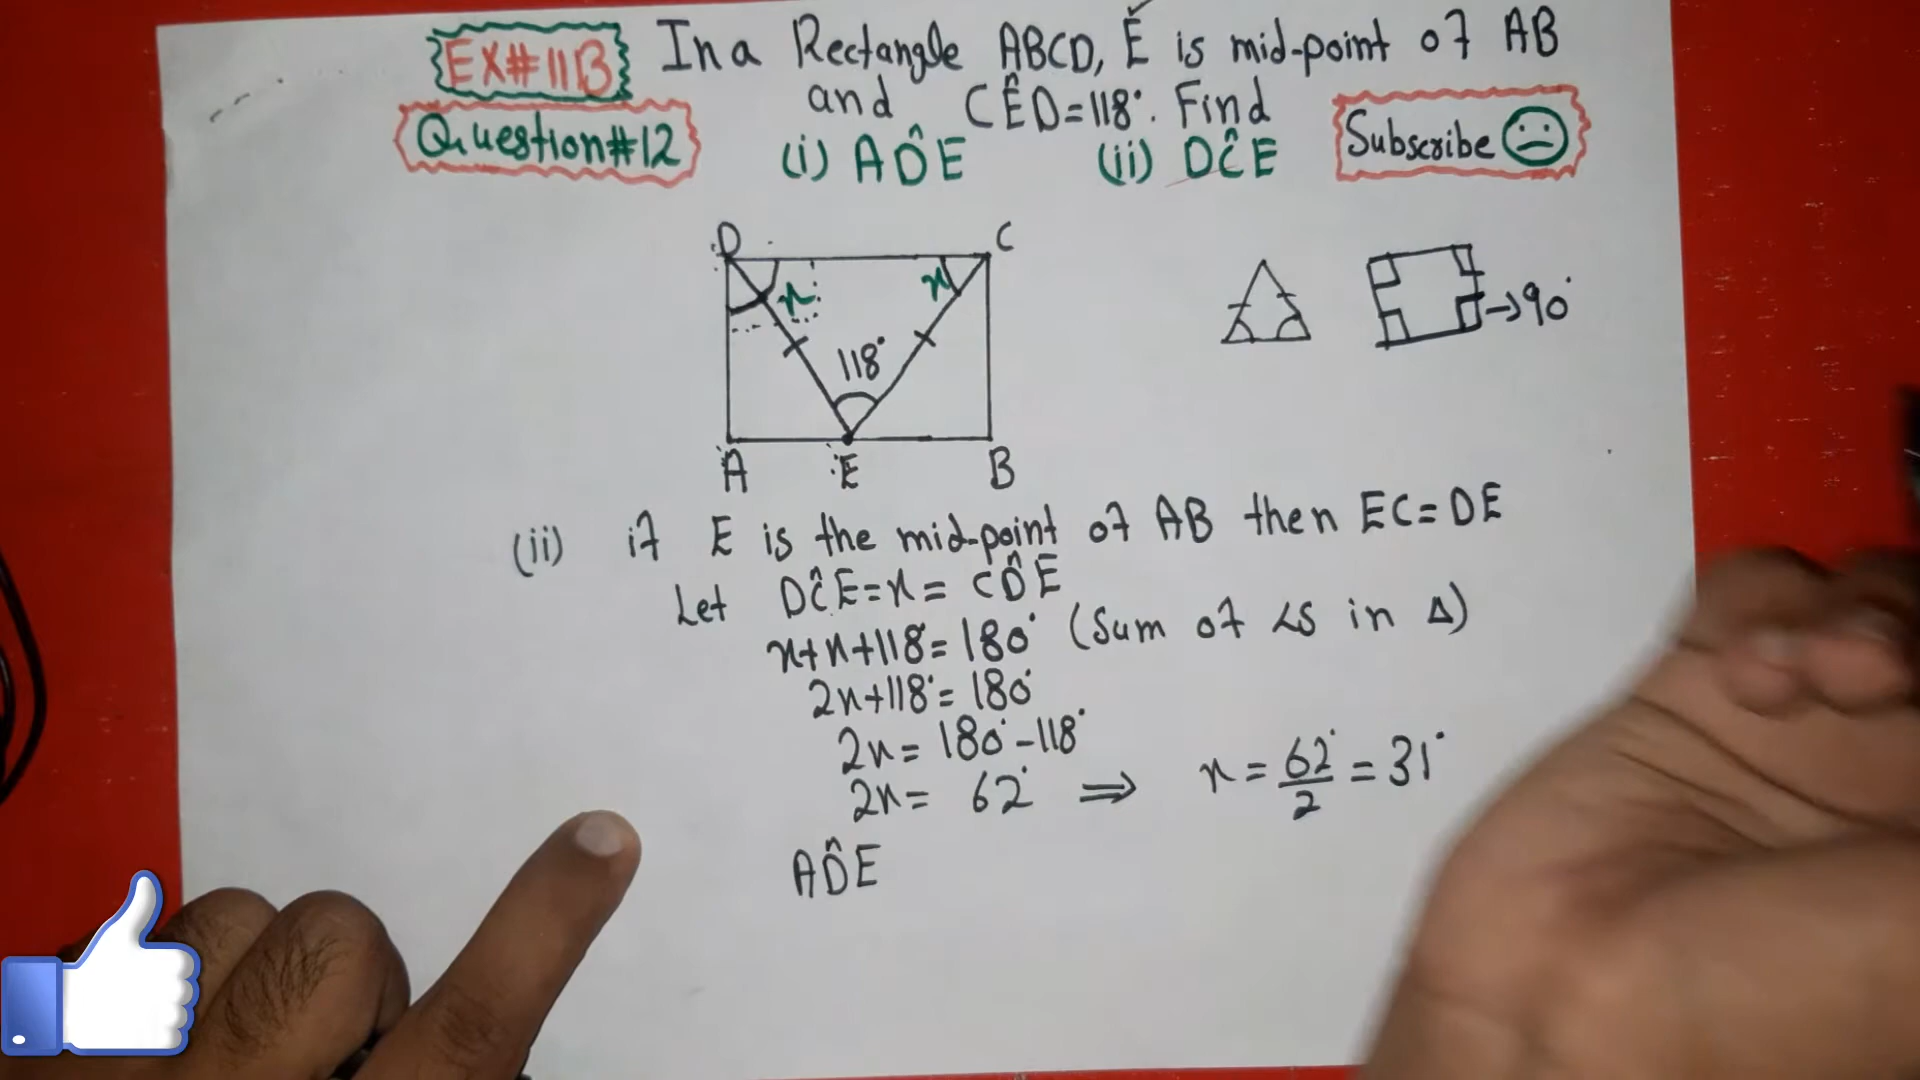 EX#11B
In a Rectangle ABCD, E is mid-point of AB
and CÊD=118°. Find
Question#12
(i) AD̂E (ii) DĈE
Subscribe
D C
x x
118°
A E B
→90°
(ii) if E is the mid-point of AB then EC=DE
Let DĈE=x=CD̂E
x+x+118°=180° (Sum of ∠S in Δ)
2x+118°=180°
2x=180°-118°
2x= 62° ⇒ x=62°/2=31°
AD̂E